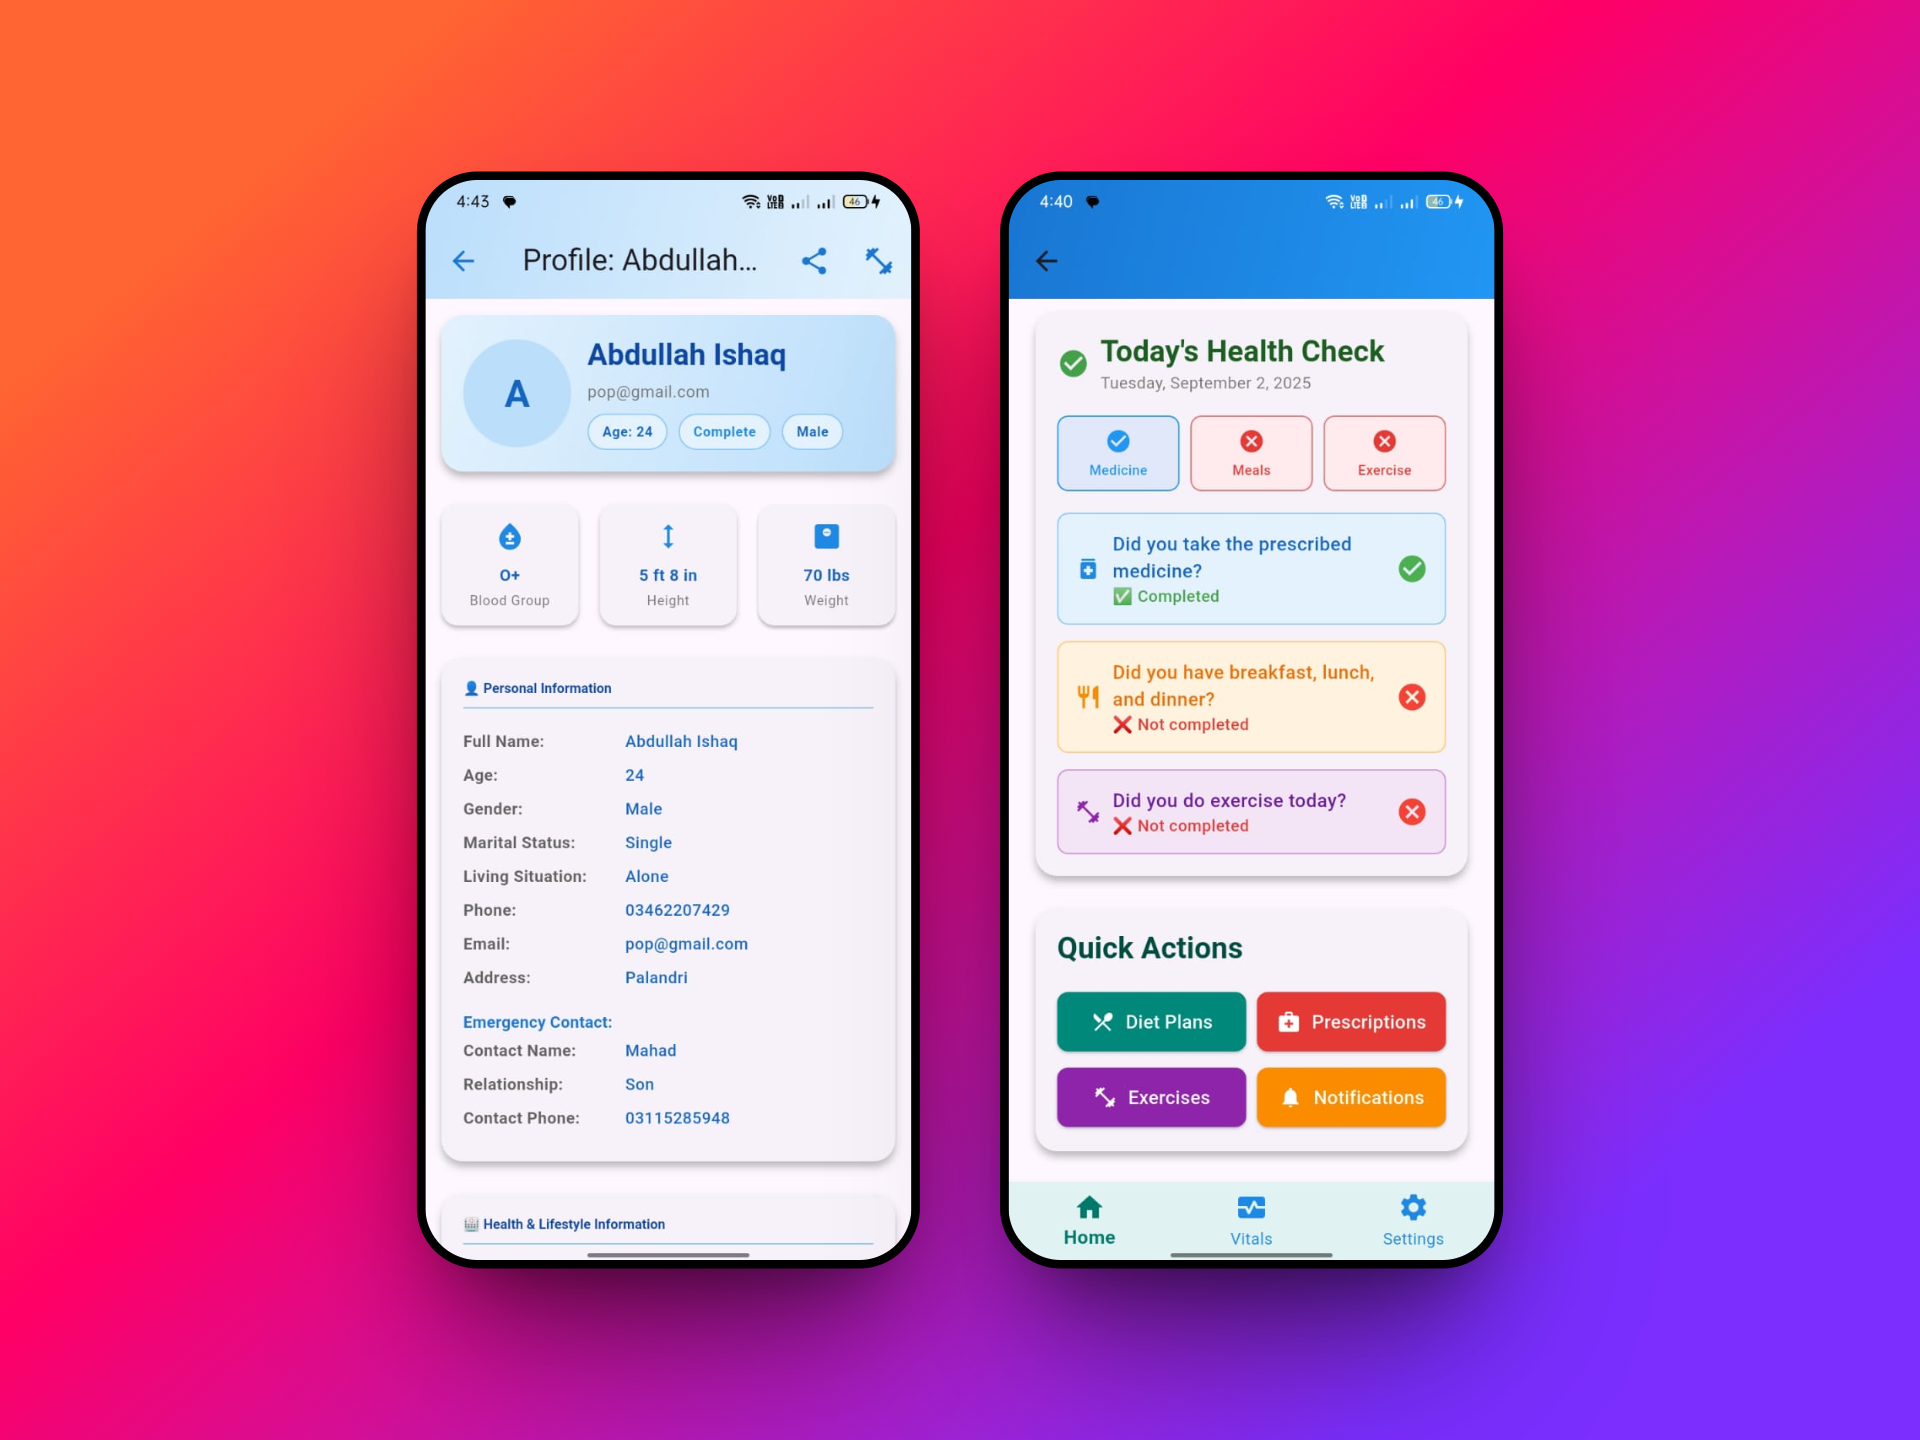 4:43
46
Profile: Abdullah...
A
Abdullah Ishaq
pop@gmail.com
Age: 24
Complete
Male
O+
Blood Group
5 ft 8 in
Height
70 lbs
Weight
👤 Personal Information
Full Name: Abdullah Ishaq
Age: 24
Gender: Male
Marital Status: Single
Living Situation: Alone
Phone: 03462207429
Email: pop@gmail.com
Address: Palandri
Emergency Contact:
Contact Name: Mahad
Relationship: Son
Contact Phone: 03115285948
🏥 Health & Lifestyle Information
4:40
46
Today's Health Check
Tuesday, September 2, 2025
Medicine
Meals
Exercise
Did you take the prescribed
medicine?
✅ Completed
Did you have breakfast, lunch,
and dinner?
❌ Not completed
Did you do exercise today?
❌ Not completed
Quick Actions
Diet Plans
Prescriptions
Exercises
Notifications
Home
Vitals
Settings